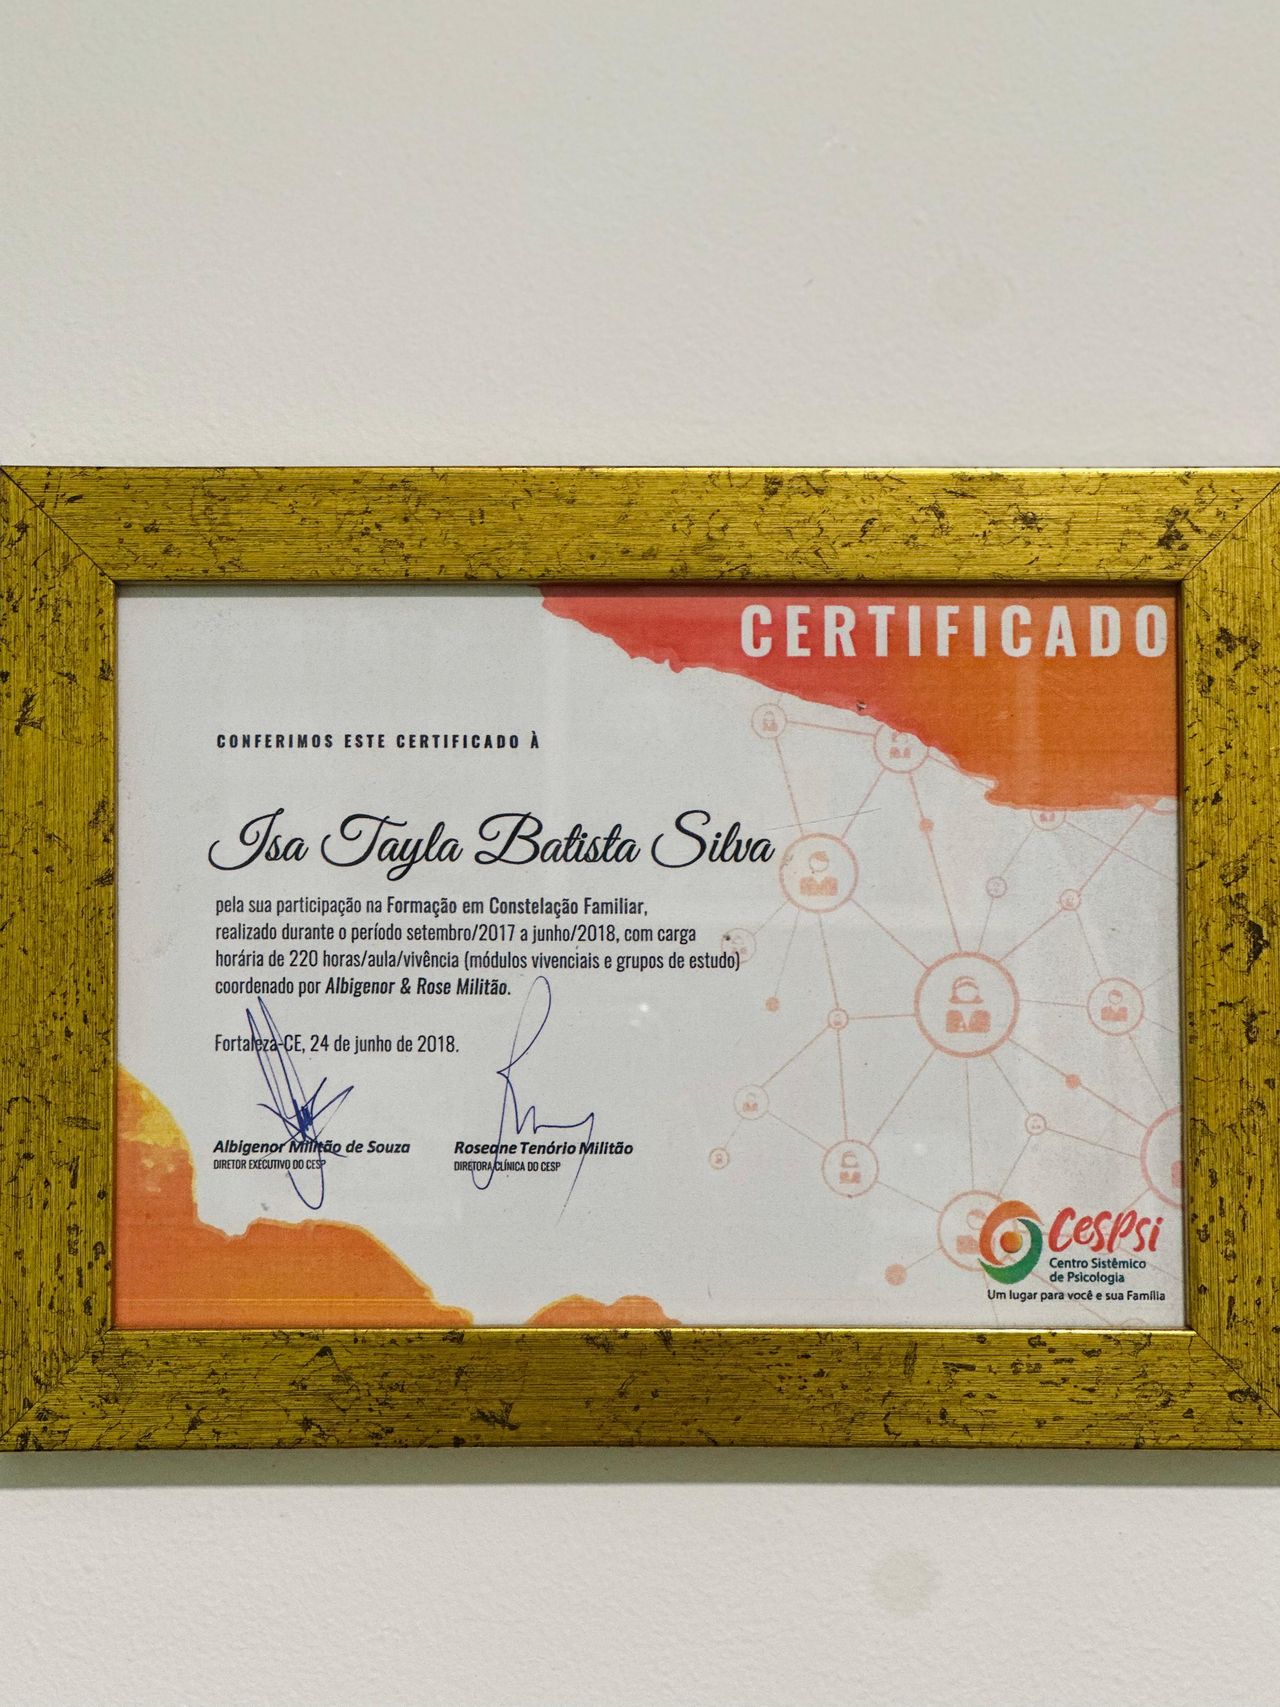 CERTIFICADO
CONFERIMOS ESTE CERTIFICADO À
Isa Tayla Batista Silva
pela sua participação na Formação em Constelação Familiar,
realizado durante o período setembro/2017 a junho/2018, com carga
horária de 220 horas/aula/vivência (módulos vivenciais e grupos de estudo)
coordenado por Albigenor & Rose Militão.
Fortaleza-CE, 24 de junho de 2018.
Albigenor Militão de Souza
DIRETOR EXECUTIVO DO CESP
Roseane Tenório Militão
DIRETORA CLÍNICA DO CESP
CesPsi
Centro Sistêmico
de Psicologia
Um lugar para você e sua Família